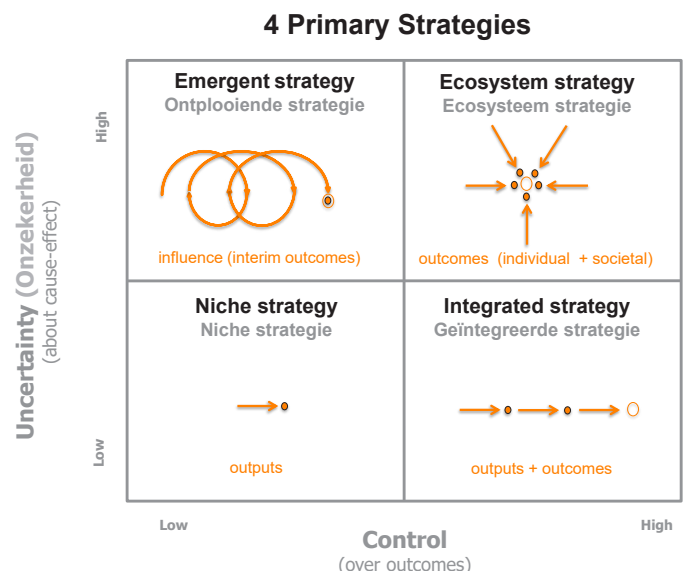 4 Primary Strategies
Emergent strategy
Ontplooiende strategie
influence (interim outcomes)
Ecosystem strategy
Ecosysteem strategie
outcomes (individual + societal)
Niche strategy
Niche strategie
outputs
Integrated strategy
Geïntegreerde strategie
outputs + outcomes
Uncertainty (Onzekerheid)
(about cause-effect)
High
Low
Low
High
Control
(over outcomes)